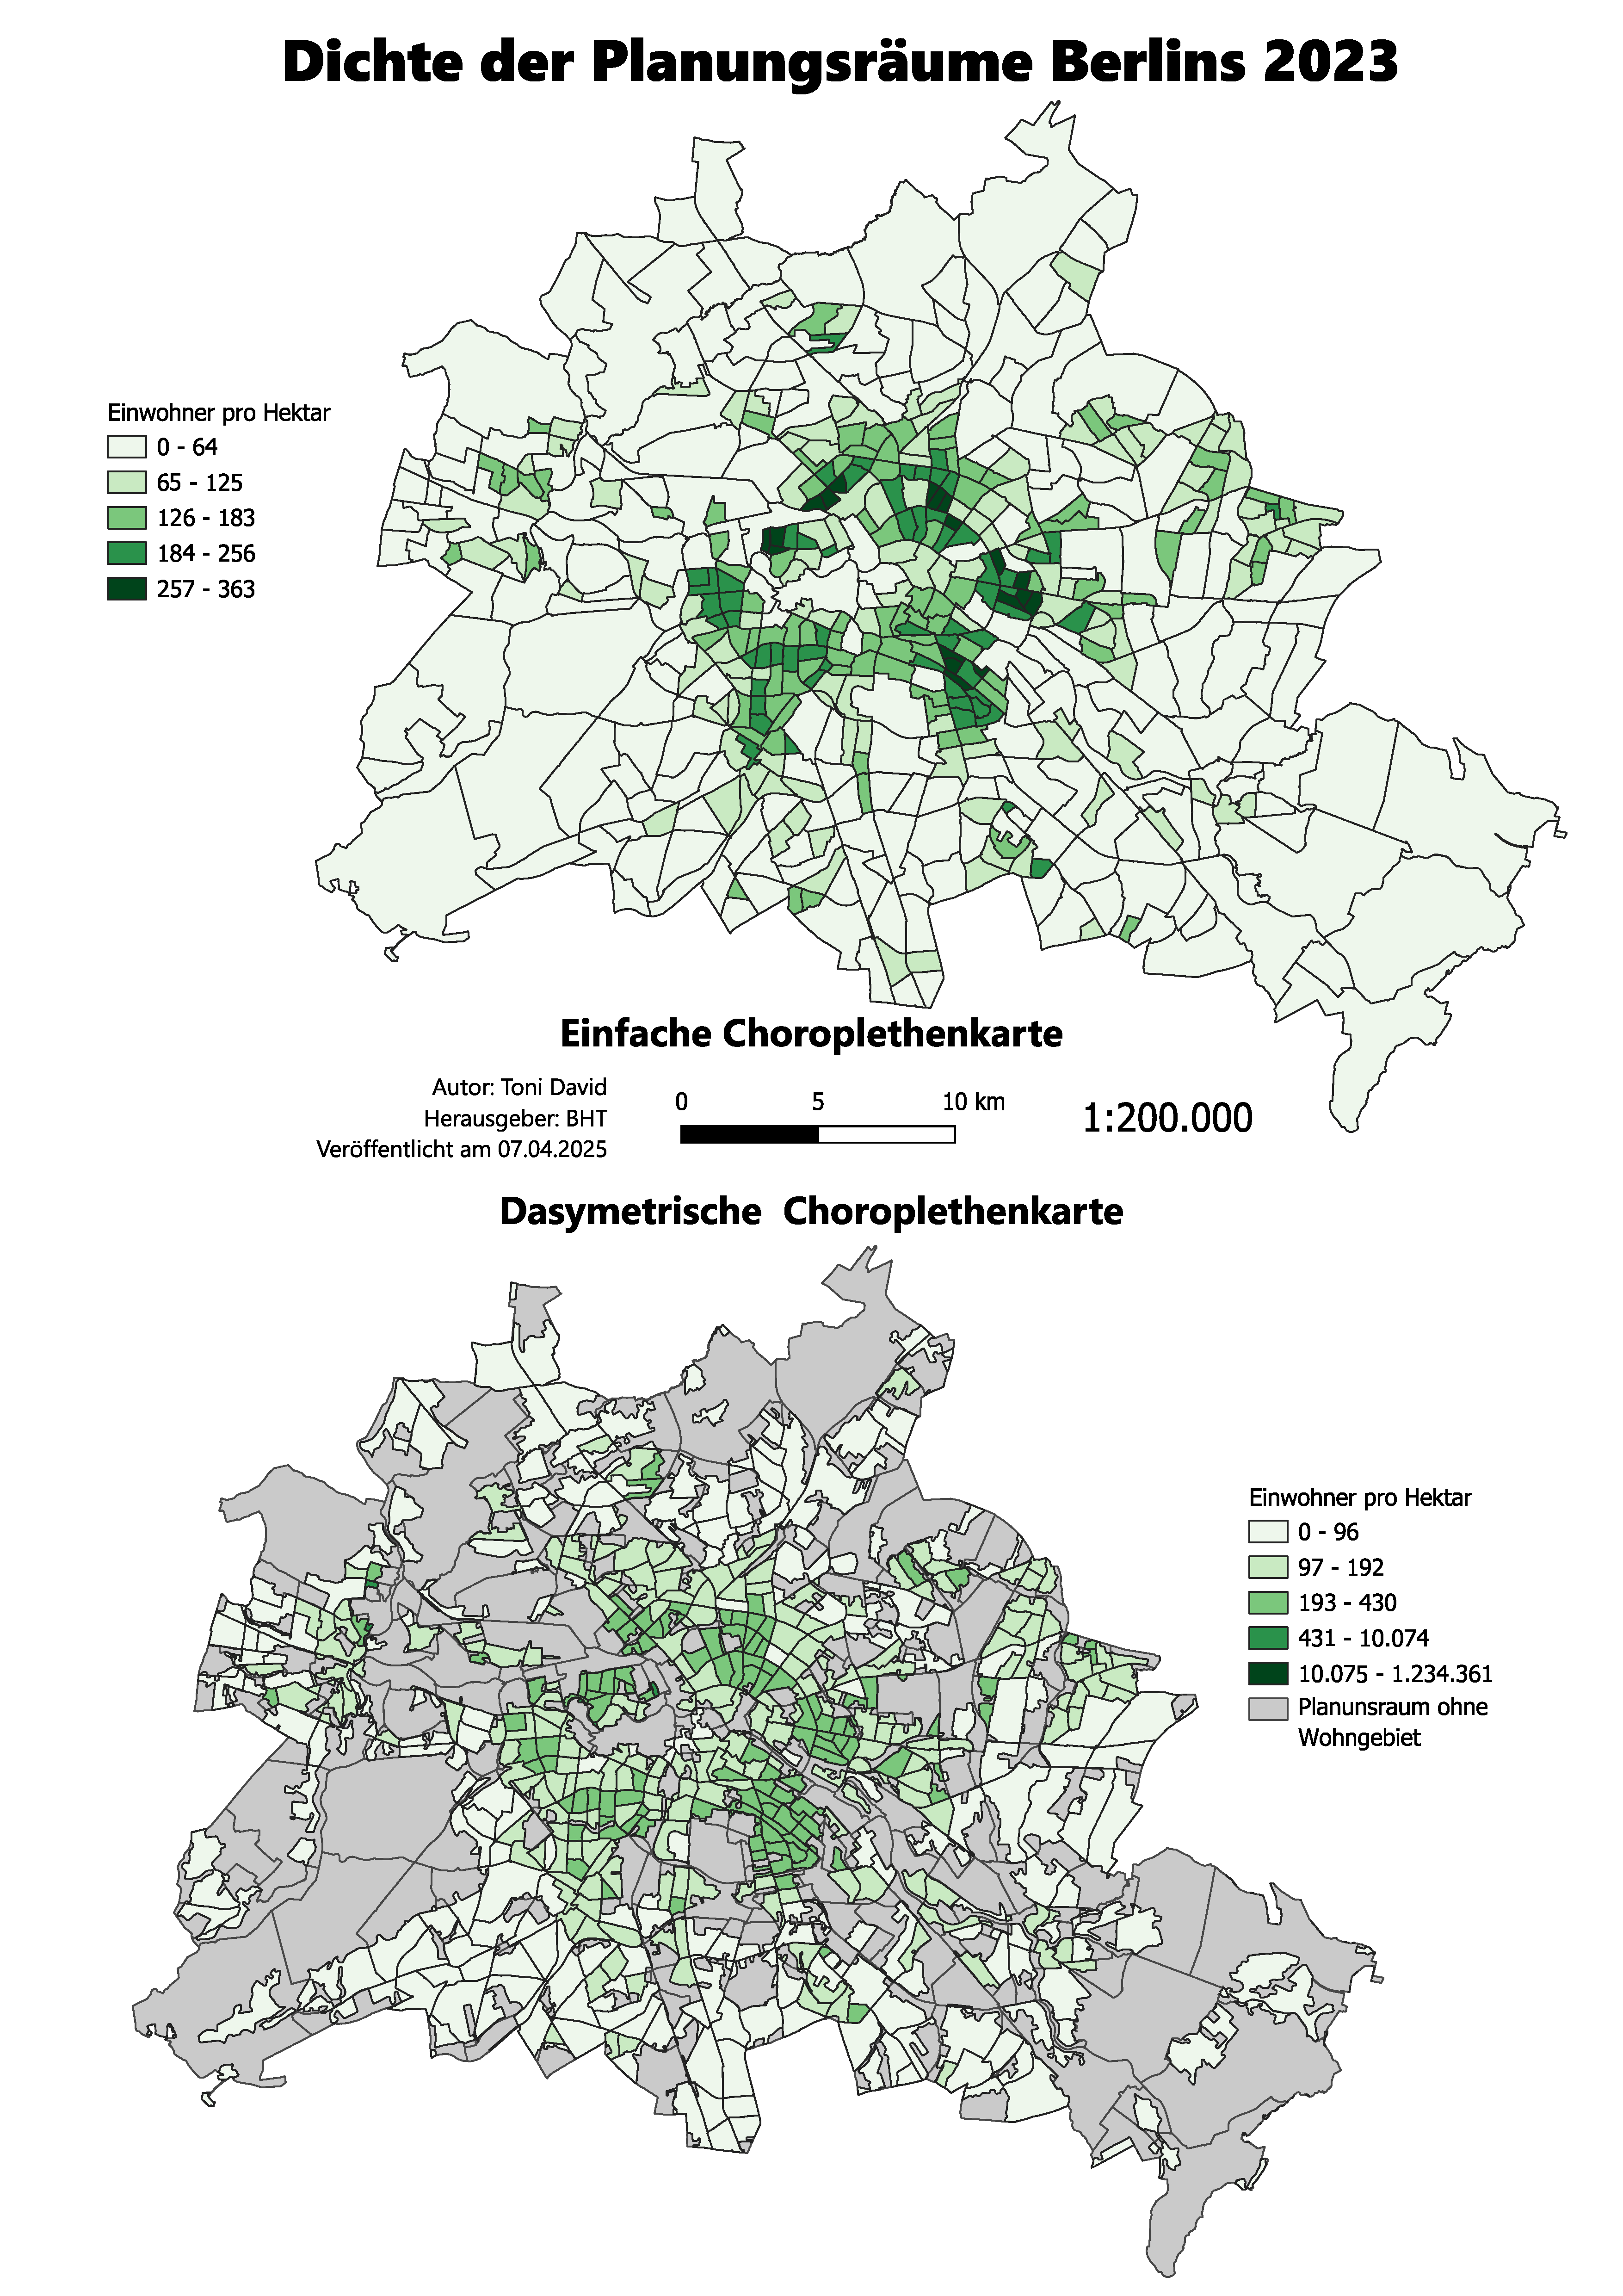 Dichte der Planungsräume Berlins 2023
Einwohner pro Hektar
0 - 64
65 - 125
126 - 183
184 - 256
257 - 363
Einfache Choroplethenkarte
Autor: Toni David
Herausgeber: BHT
Veröffentlicht am 07.04.2025
0 5 10 km
1:200.000
Dasymetrische Choroplethenkarte
Einwohner pro Hektar
0 - 96
97 - 192
193 - 430
431 - 10.074
10.075 - 1.234.361
Planunsraum ohne
Wohngebiet